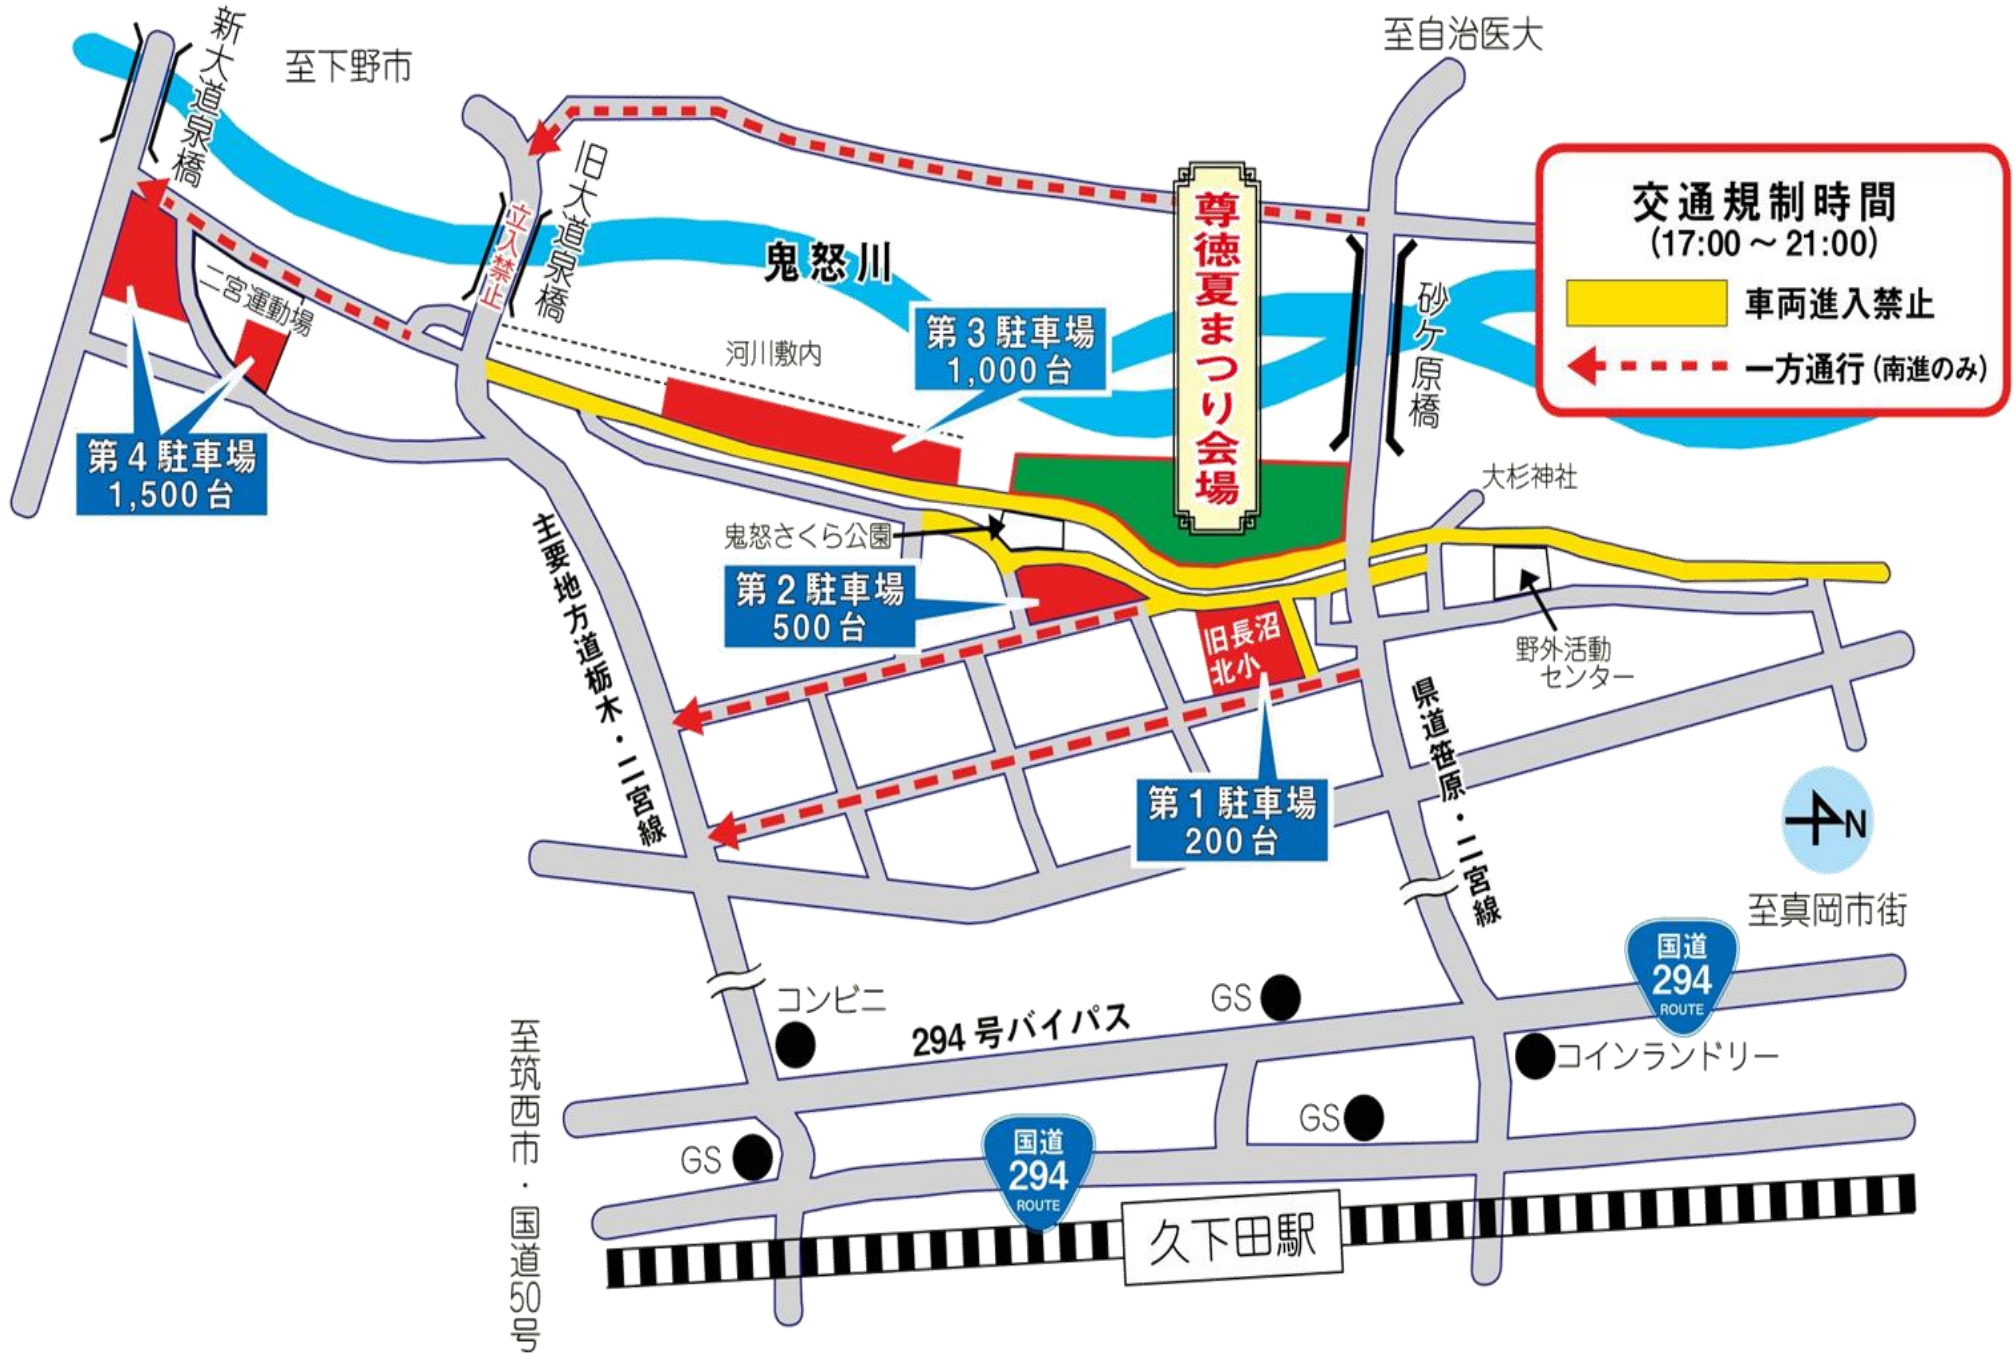 新大道泉橋
至下野市
至自治医大
旧大道泉橋
立入禁止
鬼怒川
尊徳夏まつり会場
砂ケ原橋
交通規制時間
(17:00～21:00)
車両進入禁止
一方通行(南進のみ)
二宮運動場
河川敷内
第3駐車場
1,000台
第4駐車場
1,500台
大杉神社
鬼怒さくら公園
第2駐車場
500台
旧長沼
北小
野外活動
センター
主要地方道栃木・二宮線
県道笹原・二宮線
第1駐車場
200台
N
至真岡市街
国道
294
ROUTE
コンビニ
GS
294号バイパス
コインランドリー
GS
GS
国道
294
ROUTE
久下田駅
至筑西市・国道50号